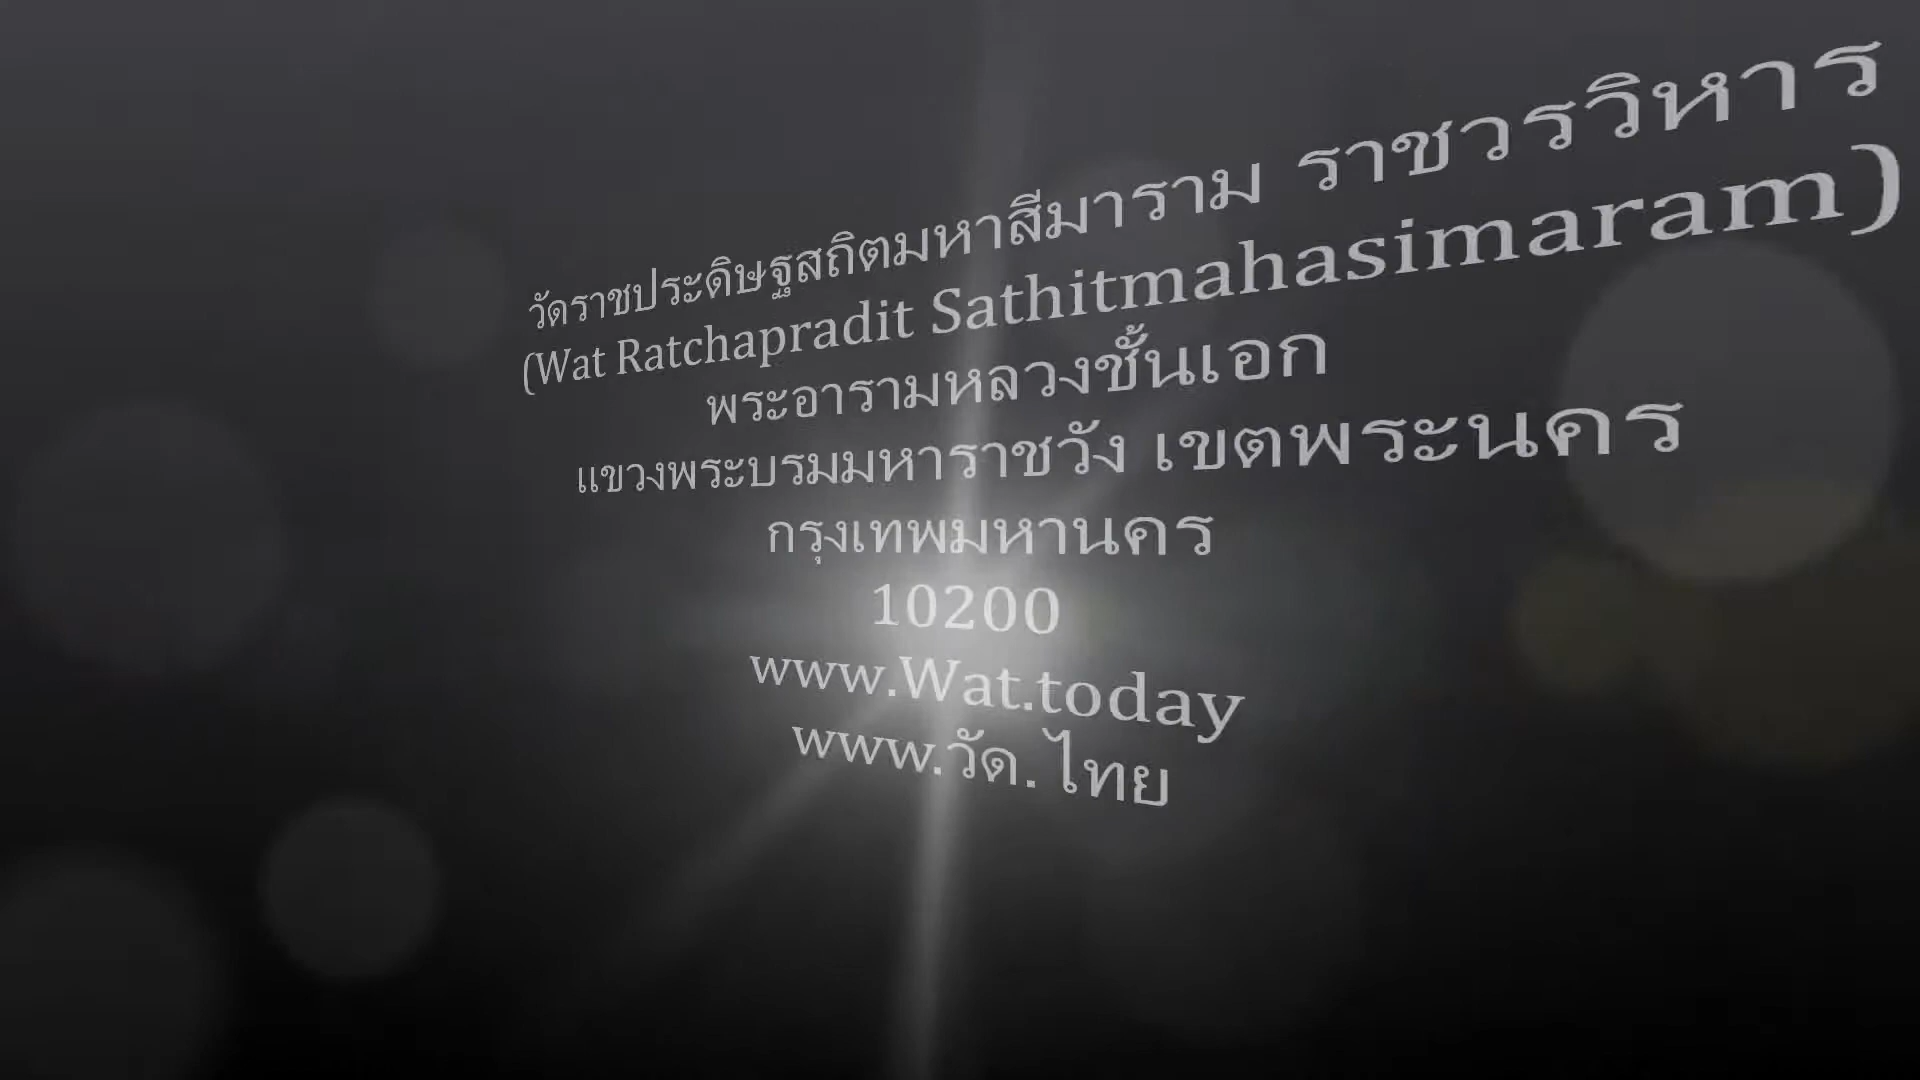 วัดราชประดิษฐสถิตมหาสีมาราม ราชวรวิหาร
(Wat Ratchapradit Sathitmahasimaram)
พระอารามหลวงชั้นเอก
แขวงพระบรมมหาราชวัง เขตพระนคร
กรุงเทพมหานคร
10200
www.Wat.today
www.วัด.ไทย